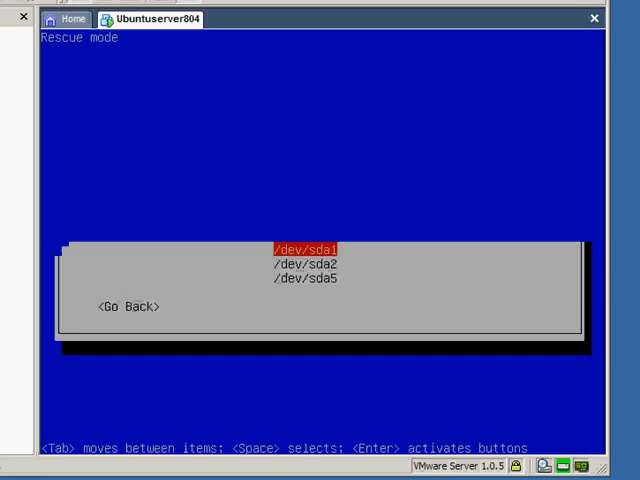 Home
Ubuntuserver804
Rescue mode
/dev/sda1
/dev/sda2
/dev/sda5
<Go Back>
<Tab> moves between items; <Space> selects; <Enter> activates buttons
VMware Server 1.0.5